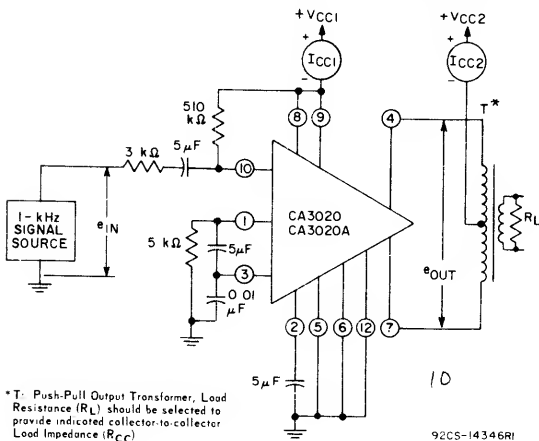 +VCC1
+VCC2
+
ICC1
-
+
ICC2
-
510
kΩ
8
9
4
T*
5μF
3 kΩ
10
1 - kHz
SIGNAL
SOURCE
eIN
1
CA3020
CA3020A
RL
5 kΩ
5μF
3
eOUT
0.01
μF
2
5
6
12
7
5μF
10
*T: Push-Pull Output Transformer, Load
Resistance (RL) should be selected to
provide indicated collector-to-collector
Load Impedance (RCC)
92CS-14346RI